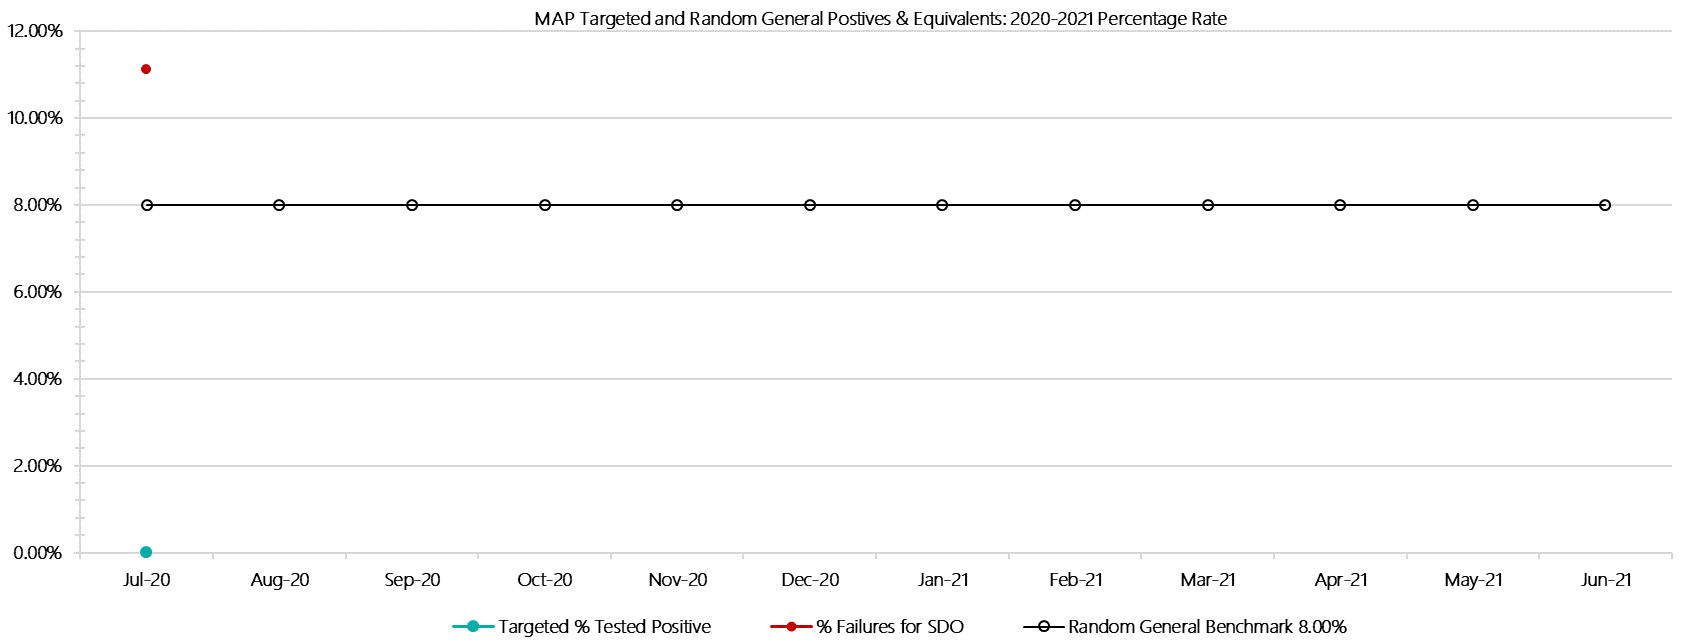 MAP Targeted and Random General Postives & Equivalents: 2020-2021 Percentage Rate
12.00%
10.00%
8.00%
6.00%
4.00%
2.00%
0.00%
Jul-20 Aug-20 Sep-20 Oct-20 Nov-20 Dec-20 Jan-21 Feb-21 Mar-21 Apr-21 May-21 Jun-21
Targeted % Tested Positive % Failures for SDO Random General Benchmark 8.00%